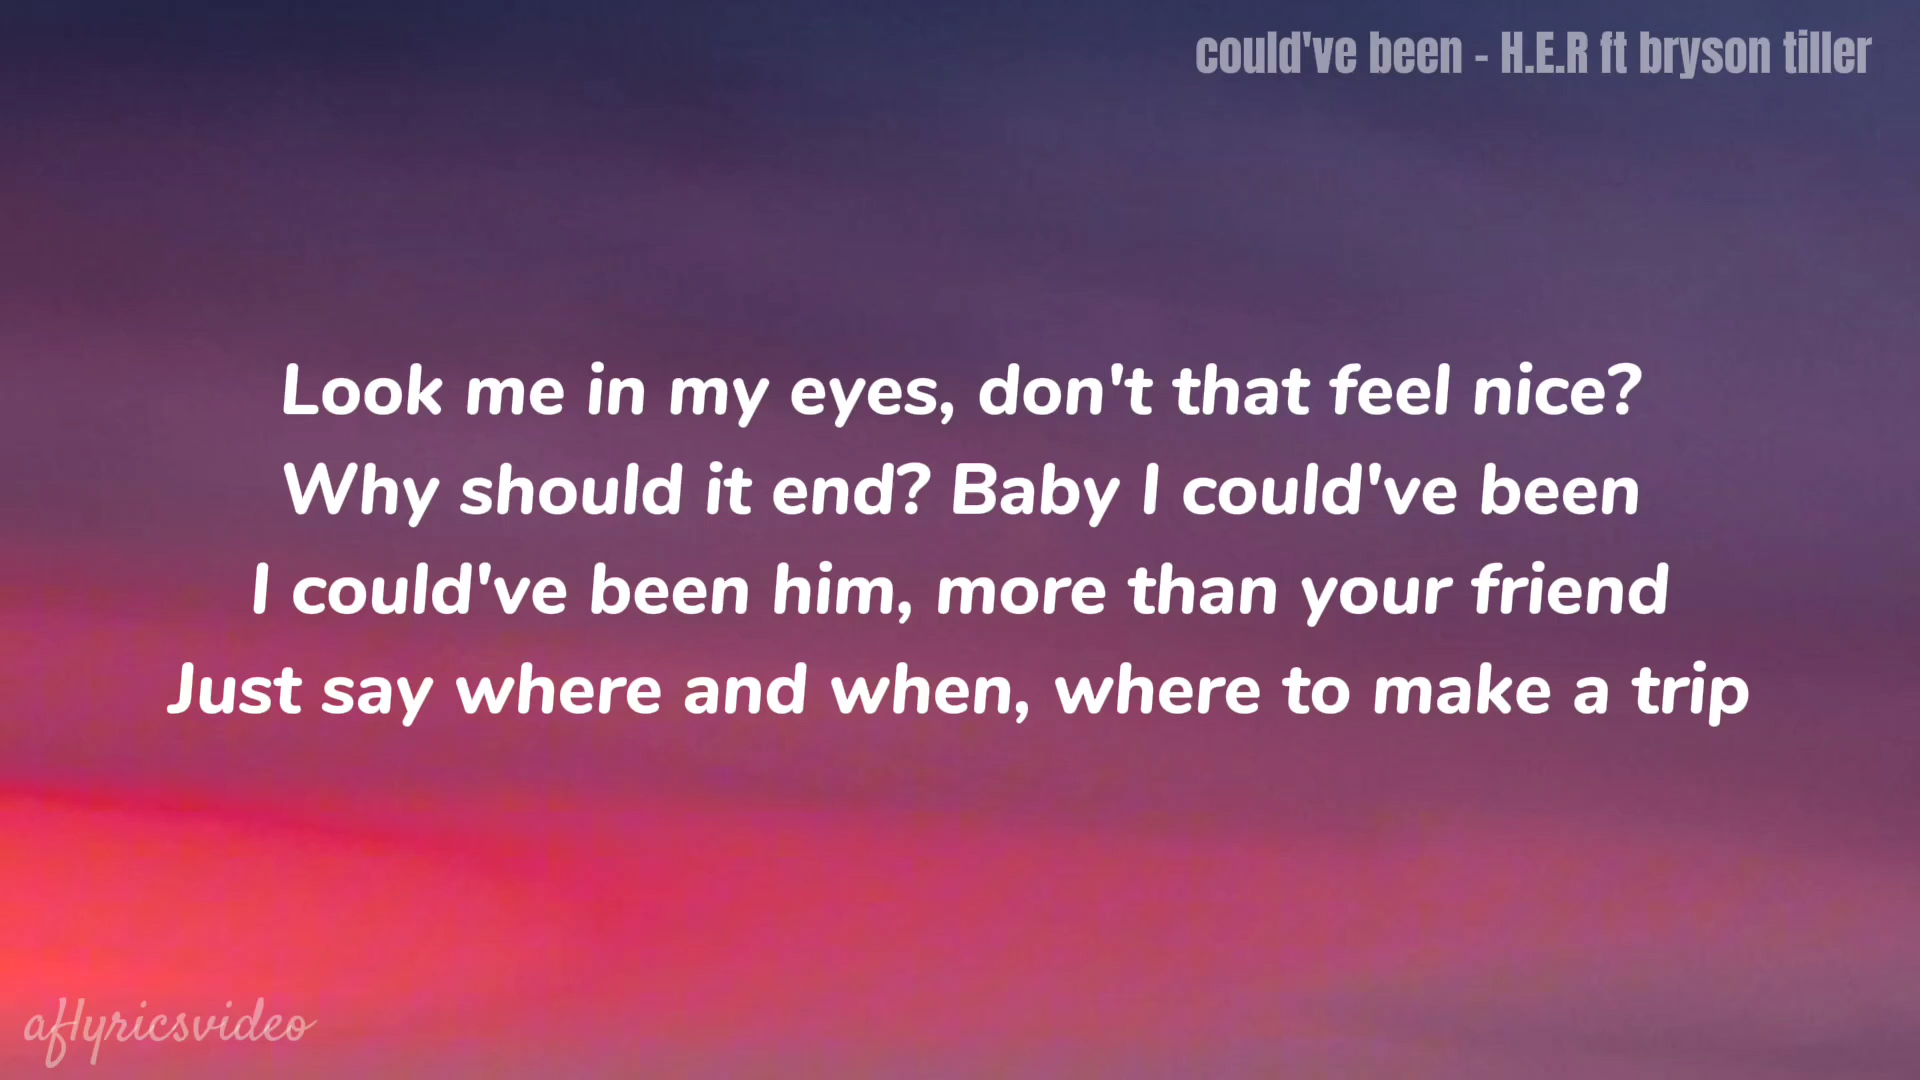 could've been - H.E.R ft bryson tiller
Look me in my eyes, don't that feel nice?
Why should it end? Baby I could've been
I could've been him, more than your friend
Just say where and when, where to make a trip
aflyricsvideo